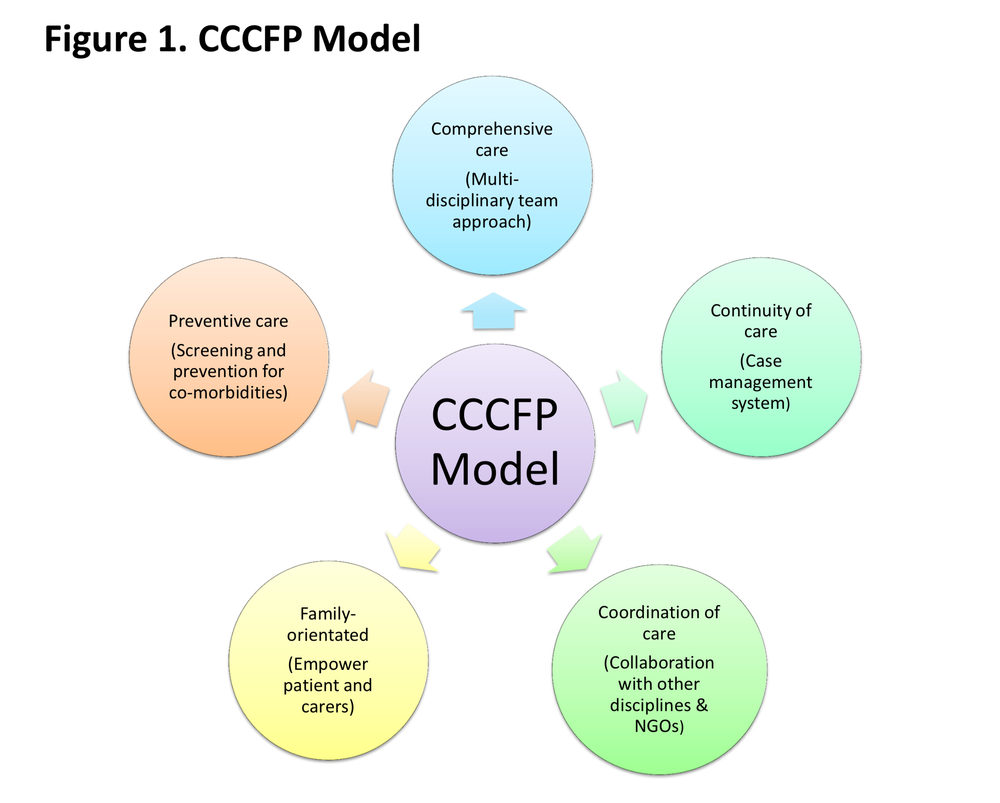 Figure 1. CCCFP Model
Comprehensive
care
(Multi-
disciplinary team
approach)
Continuity of
care
(Case
management
system)
Coordination of
care
(Collaboration
with other
disciplines &
NGOs)
Family-
orientated
(Empower
patient and
carers)
Preventive care
(Screening and
prevention for
co-morbidities)
CCCFP
Model